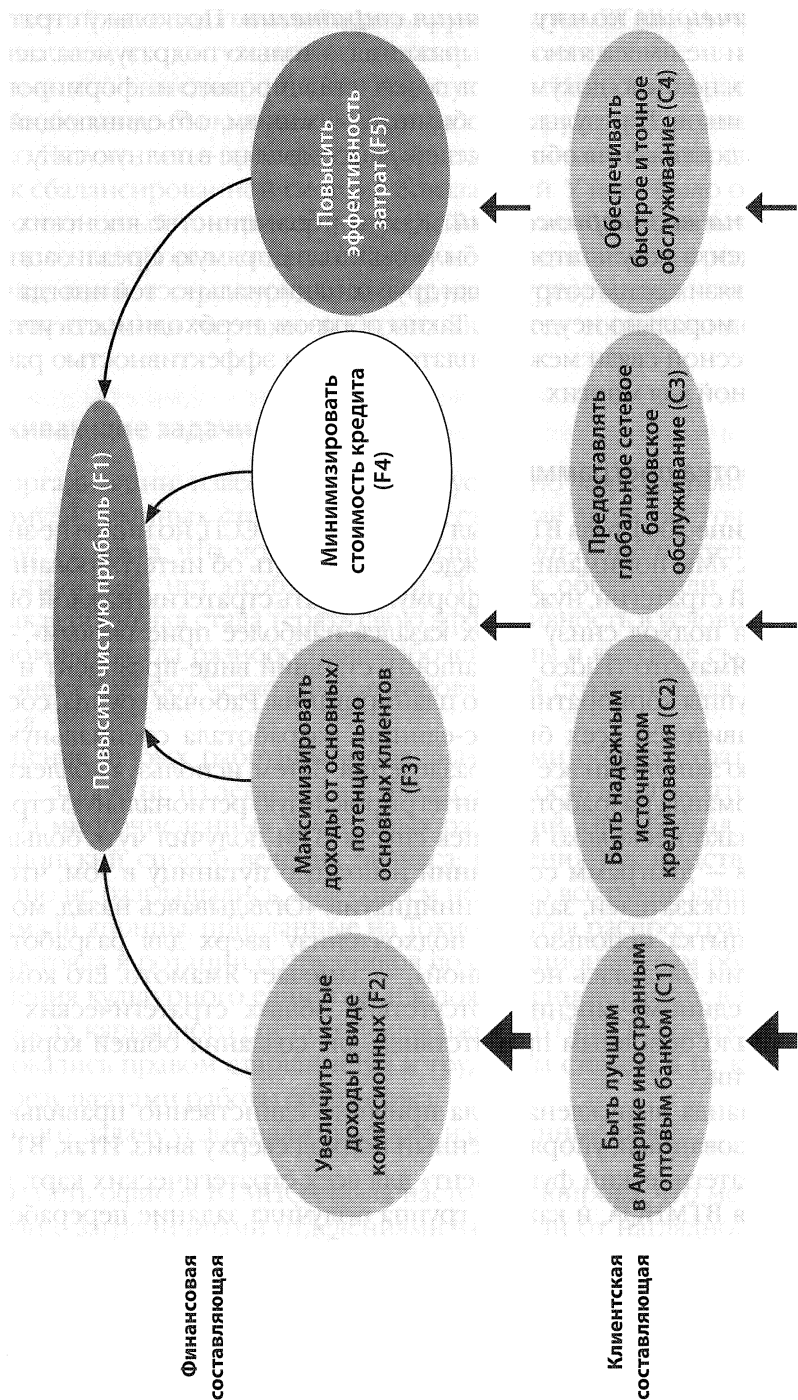 Финансовая
составляющая
Повысить чистую прибыль (F1)
Увеличить чистые
доходы в виде
комиссионных (F2)
Максимизировать
доходы от основных/
потенциально
основных клиентов
(F3)
Минимизировать
стоимость кредита
(F4)
Повысить
эффективность
затрат (F5)
Клиентская
составляющая
Быть лучшим
в Америке иностранным
оптовым банком (C1)
Быть надежным
источником
кредитования (C2)
Предоставлять
глобальное сетевое
банковское
обслуживание (C3)
Обеспечивать
быстрое и точное
обслуживание (C4)